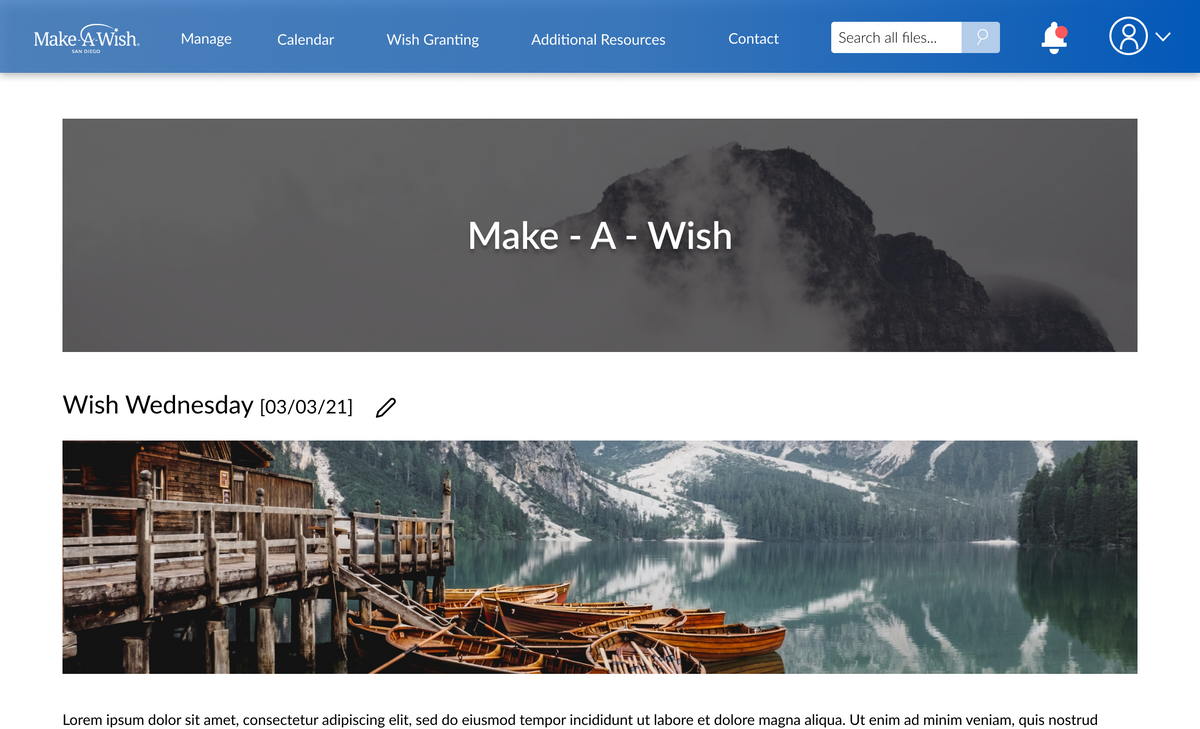 Make-A-Wish®
SAN DIEGO
Manage
Calendar
Wish Granting
Additional Resources
Contact
Search all files...
Make - A - Wish
Wish Wednesday [03/03/21]
Lorem ipsum dolor sit amet, consectetur adipiscing elit, sed do eiusmod tempor incididunt ut labore et dolore magna aliqua. Ut enim ad minim veniam, quis nostrud